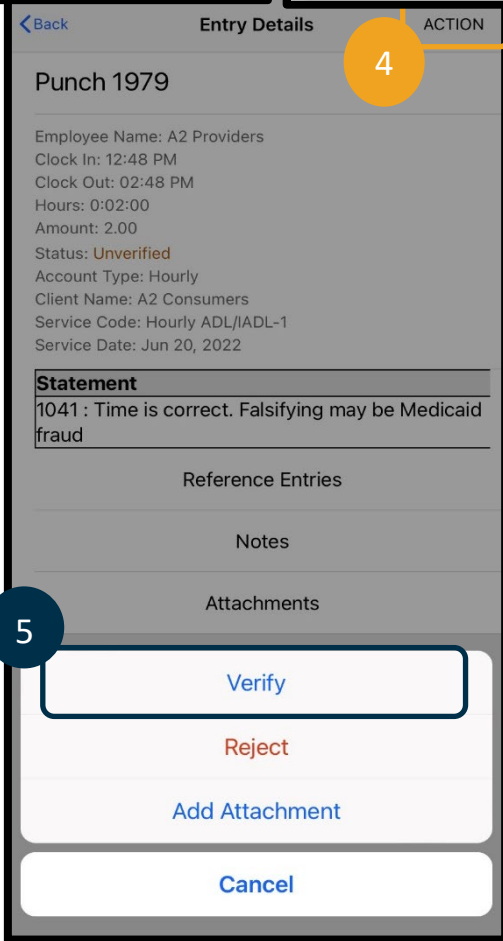 Back Entry Details ACTION
4
Punch 1979
Employee Name: A2 Providers
Clock In: 12:48 PM
Clock Out: 02:48 PM
Hours: 0:02:00
Amount: 2.00
Status: Unverified
Account Type: Hourly
Client Name: A2 Consumers
Service Code: Hourly ADL/IADL-1
Service Date: Jun 20, 2022
Statement
1041 : Time is correct. Falsifying may be Medicaid
fraud
Reference Entries
Notes
Attachments
5
Verify
Reject
Add Attachment
Cancel